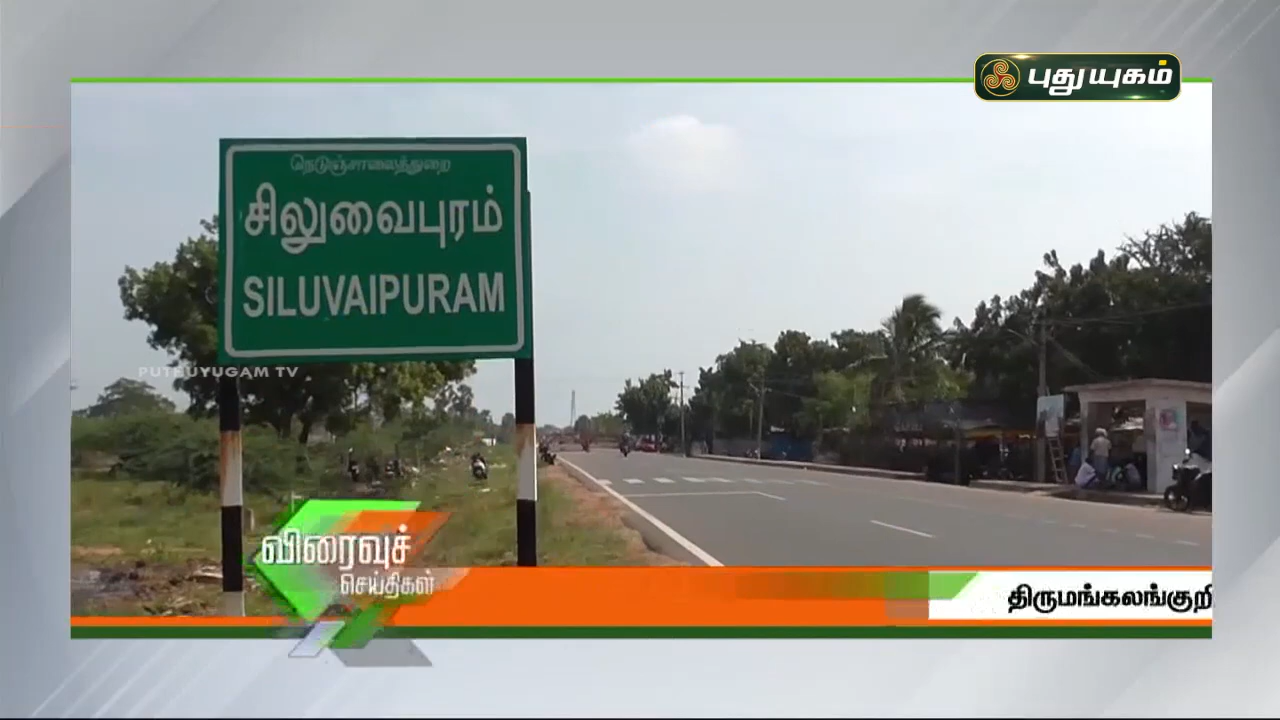 புதுயுகம்
நெடுஞ்சாலைத்துறை
சிலுவைபுரம்
SILUVAIPURAM
PUTHUYUGAM TV
விரைவுச்
செய்திகள்
திருமங்கலங்குறி